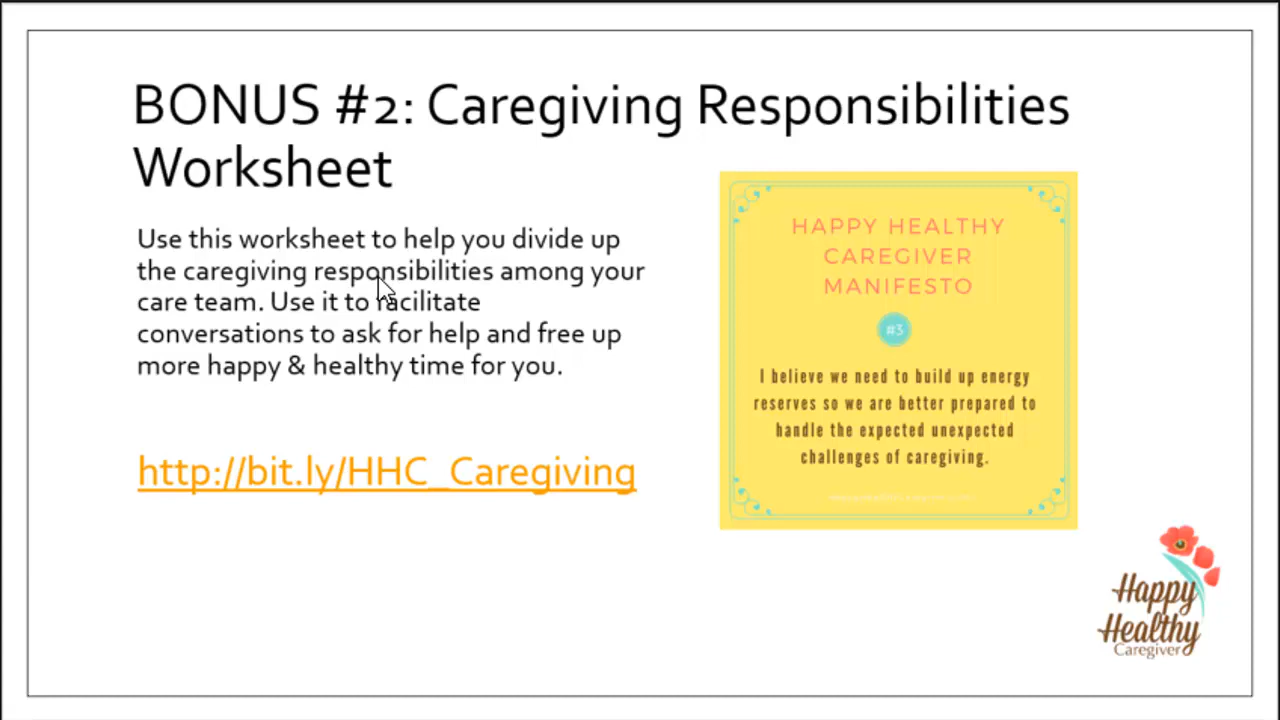 BONUS #2: Caregiving Responsibilities
Worksheet
Use this worksheet to help you divide up
the caregiving responsibilities among your
care team. Use it to facilitate
conversations to ask for help and free up
more happy & healthy time for you.
http://bit.ly/HHC_Caregiving
HAPPY HEALTHY
CAREGIVER
MANIFESTO
#3
I believe we need to build up energy
reserves so we are better prepared to
handle the expected unexpected
challenges of caregiving.
Happy
Healthy
Caregiver